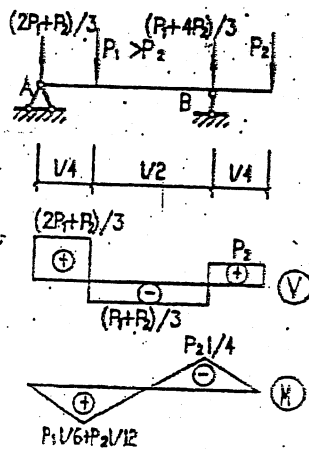 (2P₁+P₂)/3 P₁ >P₂ (P₁+4P₂)/3 P₂
A B
l/4 l/2 l/4
(2P₁+P₂)/3
P₂
+ − + V
(P₁+P₂)/3
P₂l/4
+ − M
P₁l/6+P₂l/12